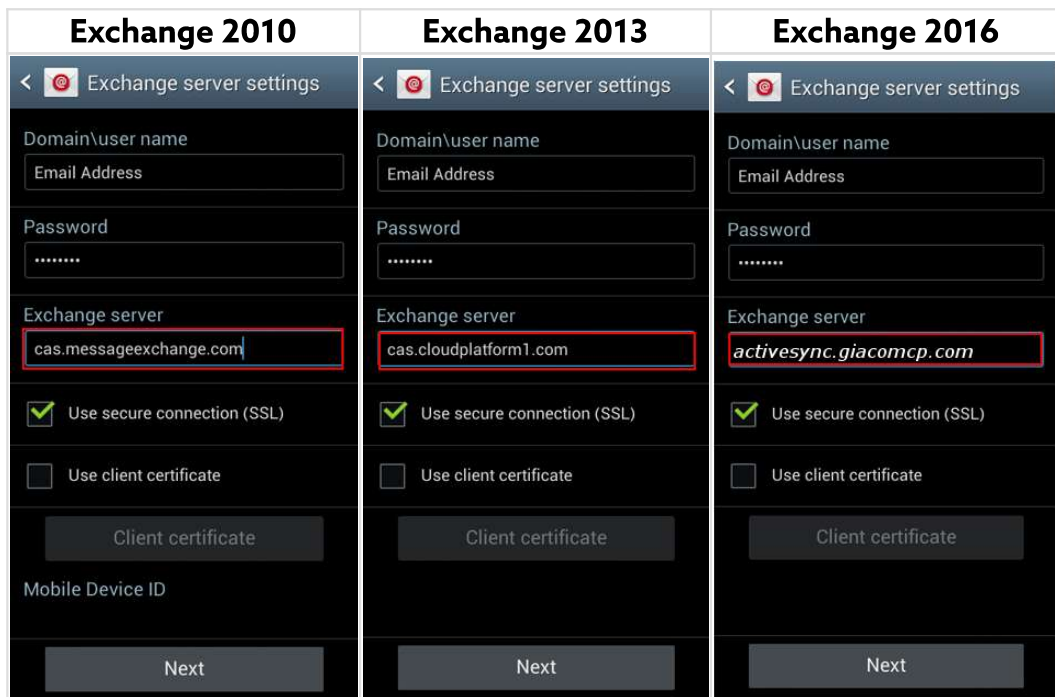 Exchange 2010
Exchange server settings
Domain\user name
Email Address
Password
........
Exchange server
cas.messageexchange.com
Use secure connection (SSL)
Use client certificate
Client certificate
Mobile Device ID
Next
Exchange 2013
Exchange server settings
Domain\user name
Email Address
Password
........
Exchange server
cas.cloudplatform1.com
Use secure connection (SSL)
Use client certificate
Client certificate
Next
Exchange 2016
Exchange server settings
Domain\user name
Email Address
Password
........
Exchange server
activesync.giacomcp.com
Use secure connection (SSL)
Use client certificate
Client certificate
Next